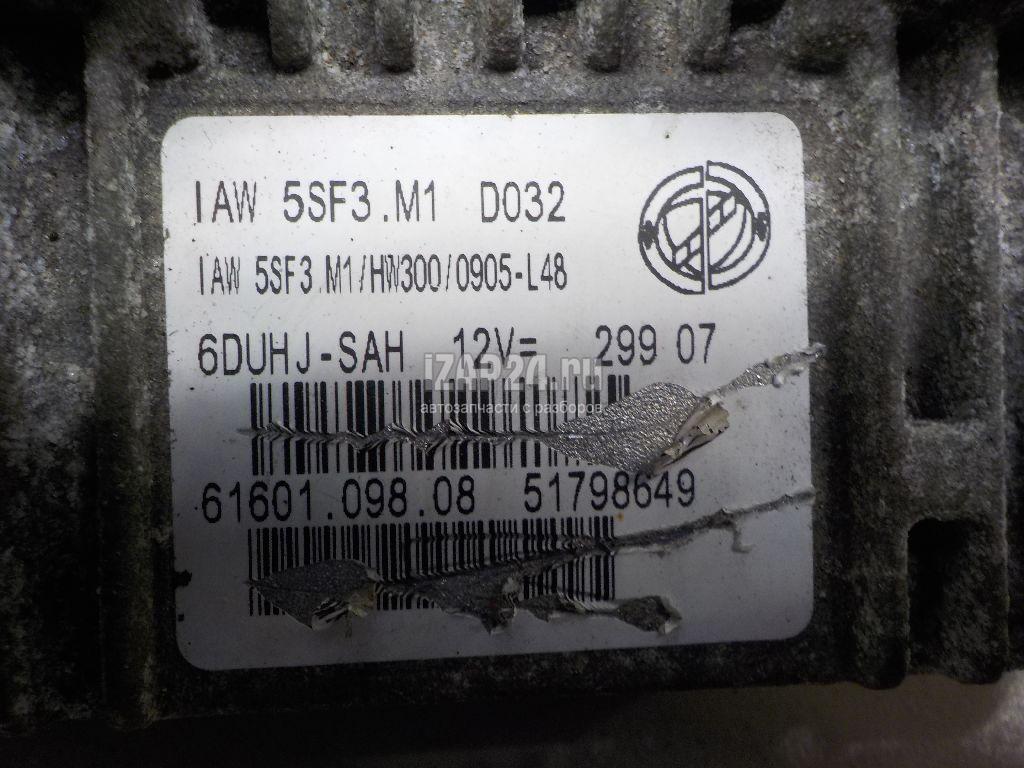 IAW 5SF3.M1 D032
IAW 5SF3.M1/HW300/0905-L48
6DUHJ-SAH 12V= 299 07
iZAP24.ru
автозапчасти с разборов
61601.098.08 51798649